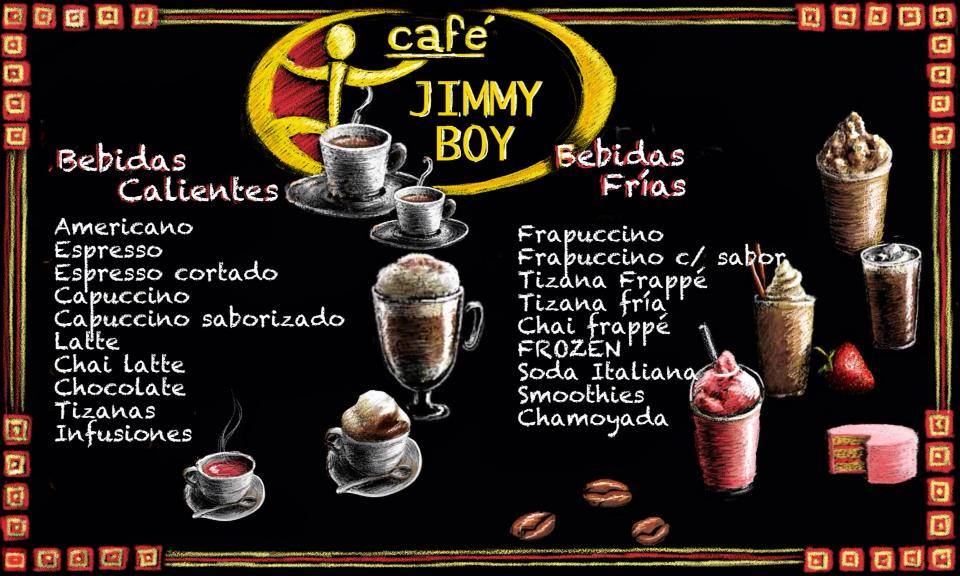 café
JIMMY
BOY
Bebidas
Calientes
Americano
Espresso
Espresso cortado
Capuccino
Capuccino saborizado
Latte
Chai latte
Chocolate
Tizanas
Infusiones
Bebidas
Frías
Frapuccino
Frapuccino c/ sabor
Tizana Frappé
Tizana fría
Chai frappé
FROZEN
Soda Italiana
Smoothies
Chamoyada